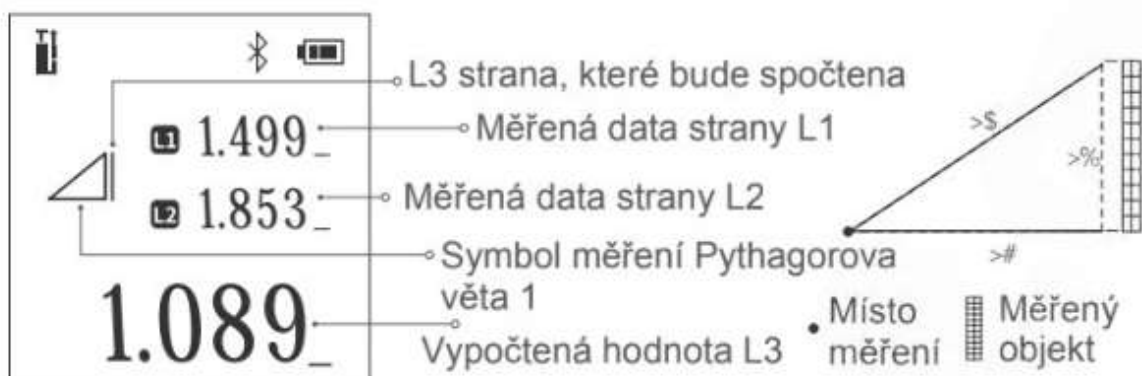 L3 strana, které bude spočtena
L1 1.499
Měřená data strany L1
L2 1.853
Měřená data strany L2
Symbol měření Pythagorova
věta 1
1.089
Vypočtená hodnota L3
>$
>%
>#
Místo
měření
Měřený
objekt